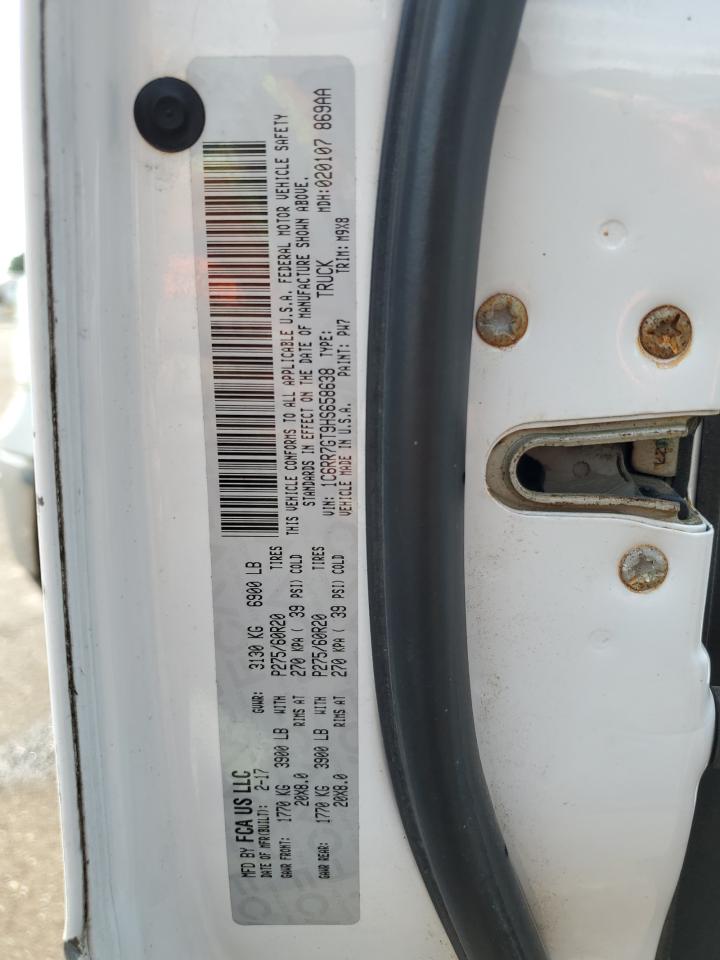 MFD BY FCA US LLC
DATE OF MFR(BUILT): 2-17 GVWR: 3130 KG 6900 LB
GAWR FRONT: 1770 KG 3900 LB WITH P275/60R20 TIRES
20X8.0 RIMS AT 270 KPA ( 39 PSI) COLD
GAWR REAR: 1770 KG 3900 LB WITH P275/60R20 TIRES
20X8.0 RIMS AT 270 KPA ( 39 PSI) COLD
THIS VEHICLE CONFORMS TO ALL APPLICABLE U.S.A. FEDERAL MOTOR VEHICLE SAFETY
STANDARDS IN EFFECT ON THE DATE OF MANUFACTURE SHOWN ABOVE.
VIN: 1C6RR7GT9HS658638 TYPE: TRUCK MDH:020107 869AA
VEHICLE MADE IN U.S.A. PAINT: PW7 TRIM: M9X8